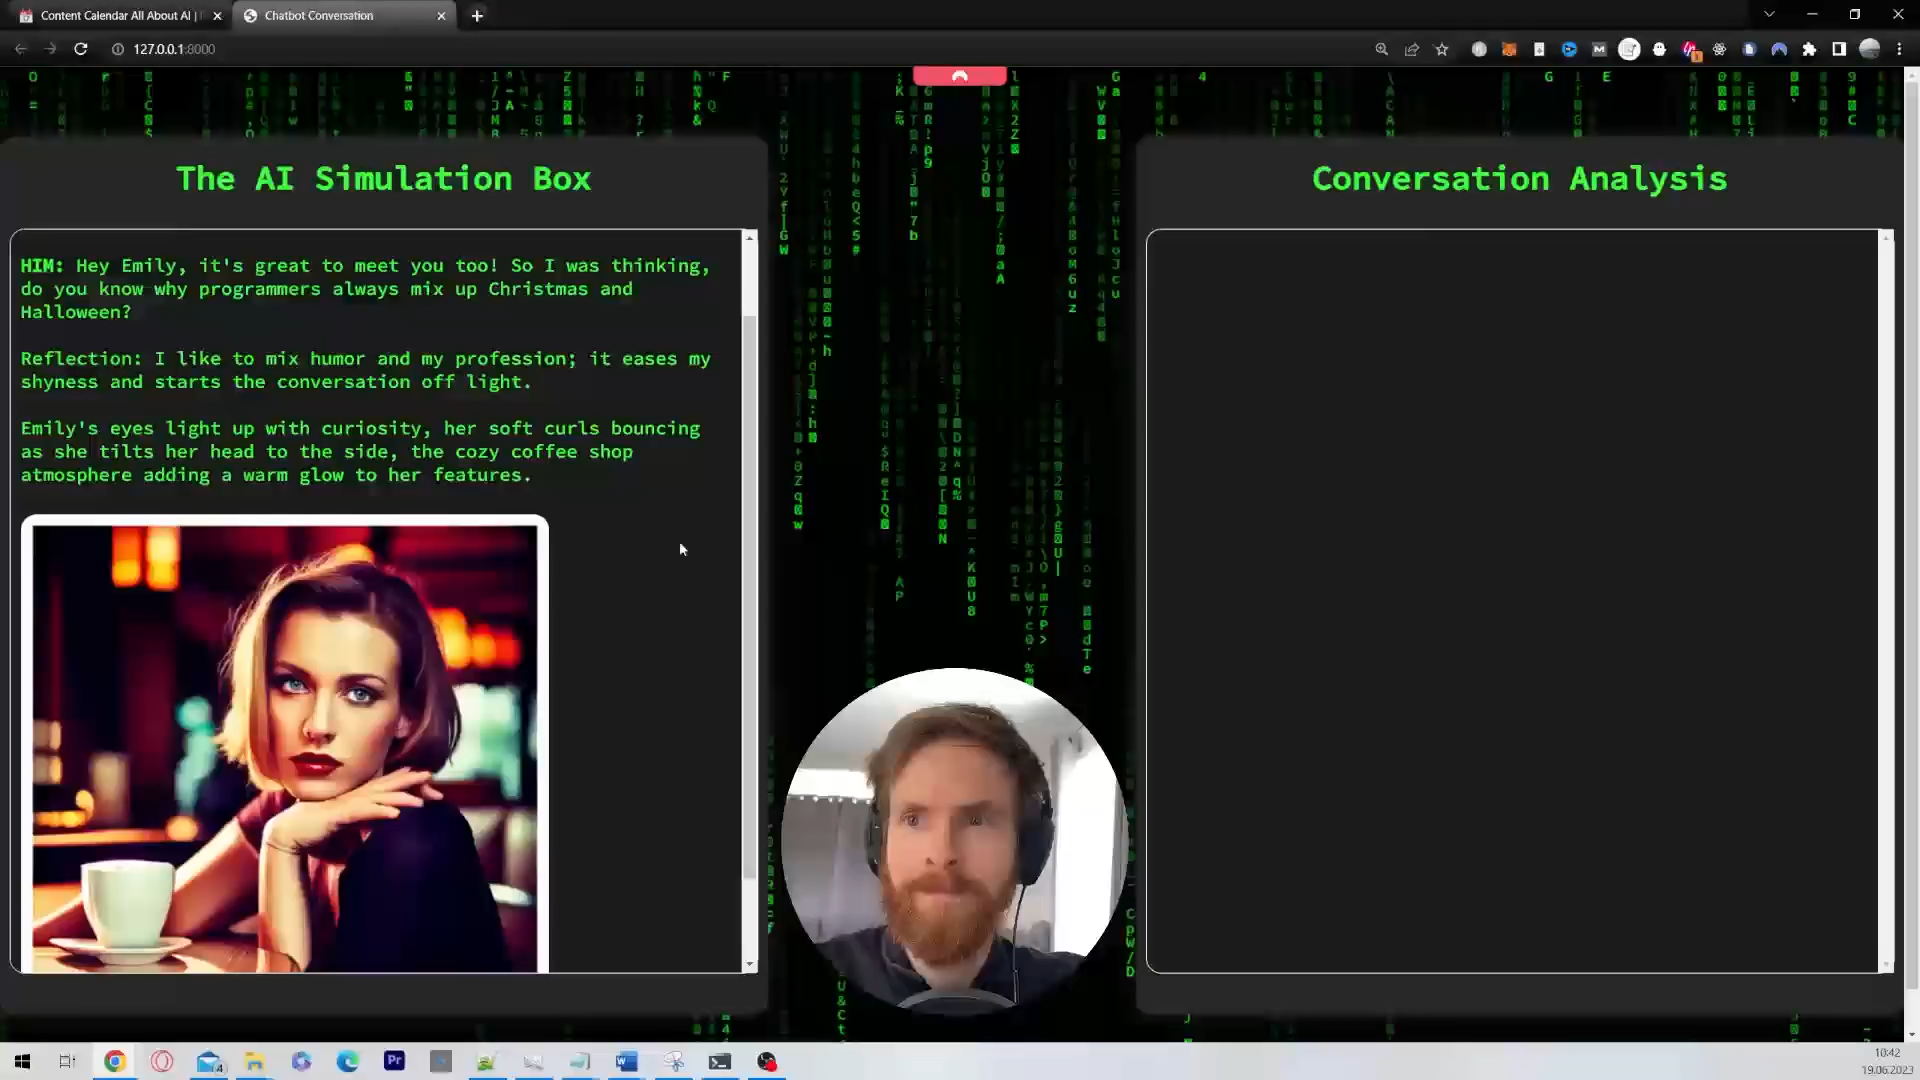 Content Calendar All About AI |
Chatbot Conversation
127.0.0.1:8000
The AI Simulation Box
HIM: Hey Emily, it's great to meet you too! So I was thinking,
do you know why programmers always mix up Christmas and
Halloween?
Reflection: I like to mix humor and my profession; it eases my
shyness and starts the conversation off light.
Emily's eyes light up with curiosity, her soft curls bouncing
as she tilts her head to the side, the cozy coffee shop
atmosphere adding a warm glow to her features.
Conversation Analysis
10:42
19.06.2023